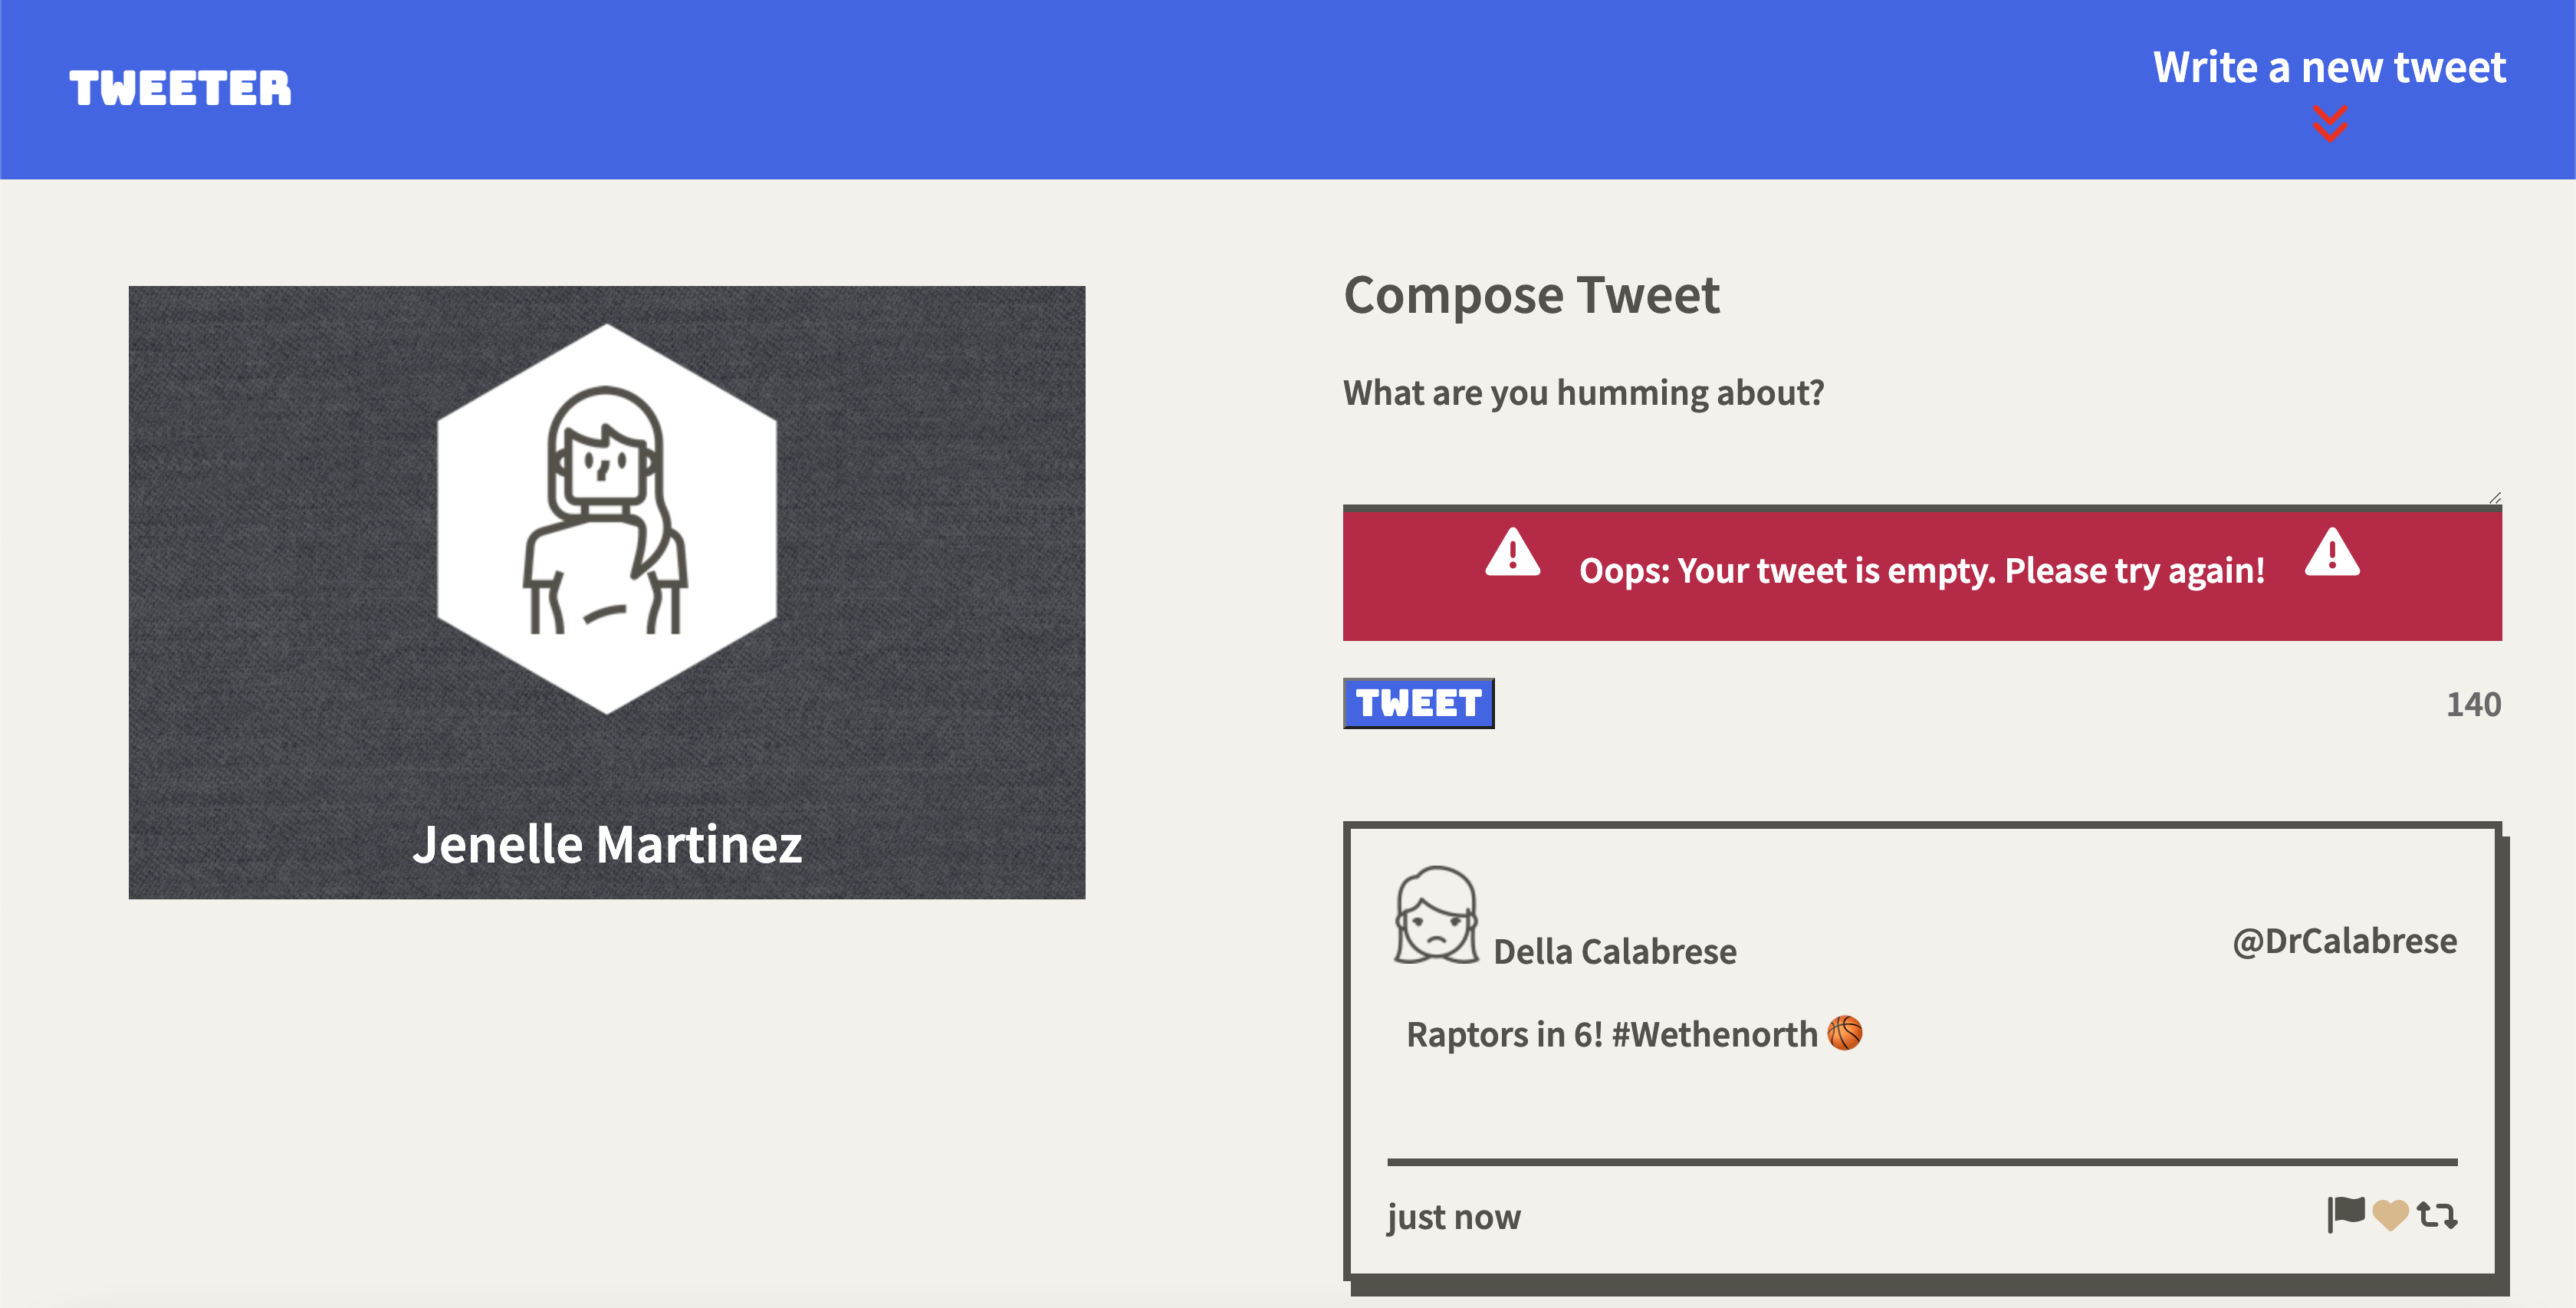 TWEETER
Write a new tweet
Jenelle Martinez
Compose Tweet
What are you humming about?
Oops: Your tweet is empty. Please try again!
TWEET
140
Della Calabrese
@DrCalabrese
Raptors in 6! #Wethenorth 🏀
just now